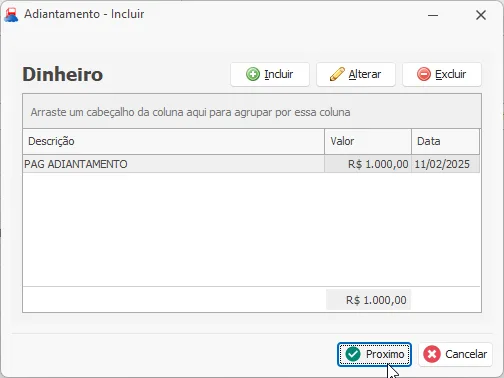 Adiantamento - Incluir
Dinheiro
Incluir
Alterar
Excluir
Arraste um cabeçalho da coluna aqui para agrupar por essa coluna
Descrição Valor Data
PAG ADIANTAMENTO R$ 1.000,00 11/02/2025
R$ 1.000,00
Proximo
Cancelar